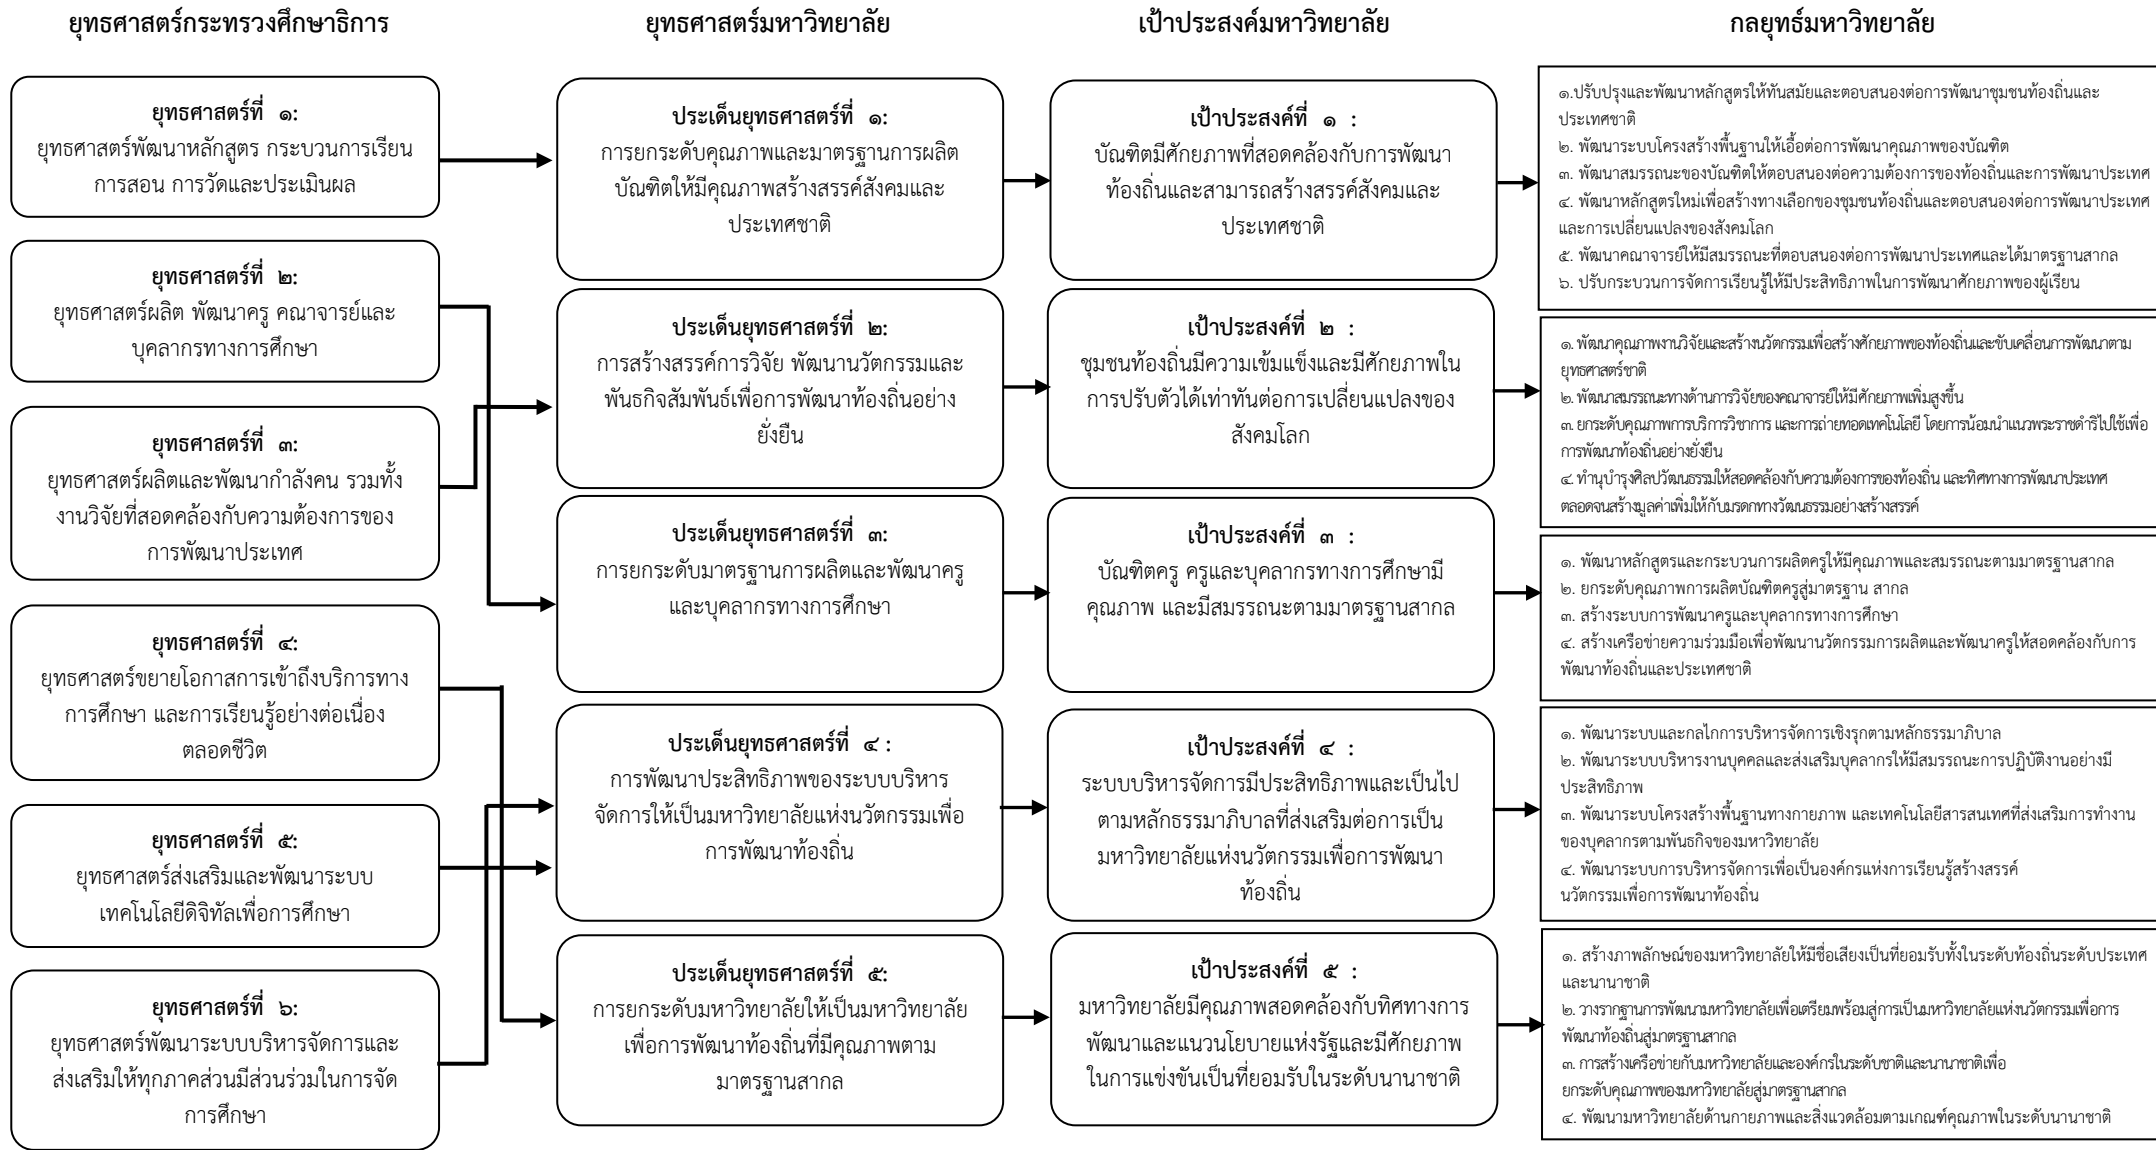 ยุทธศาสตร์กระทรวงศึกษาธิการ
ยุทธศาสตร์มหาวิทยาลัย
เป้าประสงค์มหาวิทยาลัย
กลยุทธ์มหาวิทยาลัย
ยุทธศาสตร์ที่ ๑:
ยุทธศาสตร์พัฒนาหลักสูตร กระบวนการเรียน
การสอน การวัดและประเมินผล
ยุทธศาสตร์ที่ ๒:
ยุทธศาสตร์ผลิต พัฒนาครู คณาจารย์และ
บุคลากรทางการศึกษา
ยุทธศาสตร์ที่ ๓:
ยุทธศาสตร์ผลิตและพัฒนากำลังคน รวมทั้ง
งานวิจัยที่สอดคล้องกับความต้องการของ
การพัฒนาประเทศ
ยุทธศาสตร์ที่ ๔:
ยุทธศาสตร์ขยายโอกาสการเข้าถึงบริการทาง
การศึกษา และการเรียนรู้อย่างต่อเนื่อง
ตลอดชีวิต
ยุทธศาสตร์ที่ ๕:
ยุทธศาสตร์ส่งเสริมและพัฒนาระบบ
เทคโนโลยีดิจิทัลเพื่อการศึกษา
ยุทธศาสตร์ที่ ๖:
ยุทธศาสตร์พัฒนาระบบบริหารจัดการและ
ส่งเสริมให้ทุกภาคส่วนมีส่วนร่วมในการจัด
การศึกษา
ประเด็นยุทธศาสตร์ที่ ๑:
การยกระดับคุณภาพและมาตรฐานการผลิต
บัณฑิตให้มีคุณภาพสร้างสรรค์สังคมและ
ประเทศชาติ
ประเด็นยุทธศาสตร์ที่ ๒:
การสร้างสรรค์การวิจัย พัฒนานวัตกรรมและ
พันธกิจสัมพันธ์เพื่อการพัฒนาท้องถิ่นอย่าง
ยั่งยืน
ประเด็นยุทธศาสตร์ที่ ๓:
การยกระดับมาตรฐานการผลิตและพัฒนาครู
และบุคลากรทางการศึกษา
ประเด็นยุทธศาสตร์ที่ ๔ :
การพัฒนาประสิทธิภาพของระบบบริหาร
จัดการให้เป็นมหาวิทยาลัยแห่งนวัตกรรมเพื่อ
การพัฒนาท้องถิ่น
ประเด็นยุทธศาสตร์ที่ ๕:
การยกระดับมหาวิทยาลัยให้เป็นมหาวิทยาลัย
เพื่อการพัฒนาท้องถิ่นที่มีคุณภาพตาม
มาตรฐานสากล
เป้าประสงค์ที่ ๑ :
บัณฑิตมีศักยภาพที่สอดคล้องกับการพัฒนา
ท้องถิ่นและสามารถสร้างสรรค์สังคมและ
ประเทศชาติ
เป้าประสงค์ที่ ๒ :
ชุมชนท้องถิ่นมีความเข้มแข็งและมีศักยภาพใน
การปรับตัวได้เท่าทันต่อการเปลี่ยนแปลงของ
สังคมโลก
เป้าประสงค์ที่ ๓ :
บัณฑิตครู ครูและบุคลากรทางการศึกษามี
คุณภาพ และมีสมรรถนะตามมาตรฐานสากล
เป้าประสงค์ที่ ๔ :
ระบบบริหารจัดการมีประสิทธิภาพและเป็นไป
ตามหลักธรรมาภิบาลที่ส่งเสริมต่อการเป็น
มหาวิทยาลัยแห่งนวัตกรรมเพื่อการพัฒนา
ท้องถิ่น
เป้าประสงค์ที่ ๕ :
มหาวิทยาลัยมีคุณภาพสอดคล้องกับทิศทางการ
พัฒนาและแนวนโยบายแห่งรัฐและมีศักยภาพ
ในการแข่งขันเป็นที่ยอมรับในระดับนานาชาติ
๑.ปรับปรุงและพัฒนาหลักสูตรให้ทันสมัยและตอบสนองต่อการพัฒนาชุมชนท้องถิ่นและ
ประเทศชาติ
๒. พัฒนาระบบโครงสร้างพื้นฐานให้เอื้อต่อการพัฒนาคุณภาพของบัณฑิต
๓. พัฒนาสมรรถนะของบัณฑิตให้ตอบสนองต่อความต้องการของท้องถิ่นและการพัฒนาประเทศ
๔. พัฒนาหลักสูตรใหม่เพื่อสร้างทางเลือกของชุมชนท้องถิ่นและตอบสนองต่อการพัฒนาประเทศ
และการเปลี่ยนแปลงของสังคมโลก
๕. พัฒนาคณาจารย์ให้มีสมรรถนะที่ตอบสนองต่อการพัฒนาประเทศและได้มาตรฐานสากล
๖. ปรับกระบวนการจัดการเรียนรู้ให้มีประสิทธิภาพในการพัฒนาศักยภาพของผู้เรียน
๑. พัฒนาคุณภาพงานวิจัยและสร้างนวัตกรรมเพื่อสร้างศักยภาพของท้องถิ่นและขับเคลื่อนการพัฒนาตาม
ยุทธศาสตร์ชาติ
๒. พัฒนาสมรรถนะทางด้านการวิจัยของคณาจารย์ให้มีศักยภาพเพิ่มสูงขึ้น
๓. ยกระดับคุณภาพการบริการวิชาการ และการถ่ายทอดเทคโนโลยี โดยการน้อมนำแนวพระราชดำริไปใช้เพื่อ
การพัฒนาท้องถิ่นอย่างยั่งยืน
๔. ทำนุบำรุงศิลปวัฒนธรรมให้สอดคล้องกับความต้องการของท้องถิ่น และทิศทางการพัฒนาประเทศ
ตลอดจนสร้างมูลค่าเพิ่มให้กับมรดกทางวัฒนธรรมอย่างสร้างสรรค์
๑. พัฒนาหลักสูตรและกระบวนการผลิตครูให้มีคุณภาพและสมรรถนะตามมาตรฐานสากล
๒. ยกระดับคุณภาพการผลิตบัณฑิตครูสู่มาตรฐาน สากล
๓. สร้างระบบการพัฒนาครูและบุคลากรทางการศึกษา
๔. สร้างเครือข่ายความร่วมมือเพื่อพัฒนานวัตกรรมการผลิตและพัฒนาครูให้สอดคล้องกับการ
พัฒนาท้องถิ่นและประเทศชาติ
๑. พัฒนาระบบและกลไกการบริหารจัดการเชิงรุกตามหลักธรรมาภิบาล
๒. พัฒนาระบบบริหารงานบุคคลและส่งเสริมบุคลากรให้มีสมรรถนะการปฏิบัติงานอย่างมี
ประสิทธิภาพ
๓. พัฒนาระบบโครงสร้างพื้นฐานทางกายภาพ และเทคโนโลยีสารสนเทศที่ส่งเสริมการทำงาน
ของบุคลากรตามพันธกิจของมหาวิทยาลัย
๔. พัฒนาระบบการบริหารจัดการเพื่อเป็นองค์กรแห่งการเรียนรู้สร้างสรรค์
นวัตกรรมเพื่อการพัฒนาท้องถิ่น
๑. สร้างภาพลักษณ์ของมหาวิทยาลัยให้มีชื่อเสียงเป็นที่ยอมรับทั้งในระดับท้องถิ่นระดับประเทศ
และนานาชาติ
๒. วางรากฐานการพัฒนามหาวิทยาลัยเพื่อเตรียมพร้อมสู่การเป็นมหาวิทยาลัยแห่งนวัตกรรมเพื่อการ
พัฒนาท้องถิ่นสู่มาตรฐานสากล
๓. การสร้างเครือข่ายกับมหาวิทยาลัยและองค์กรในระดับชาติและนานาชาติเพื่อ
ยกระดับคุณภาพของมหาวิทยาลัยสู่มาตรฐานสากล
๔. พัฒนามหาวิทยาลัยด้านกายภาพและสิ่งแวดล้อมตามเกณฑ์คุณภาพในระดับนานาชาติ